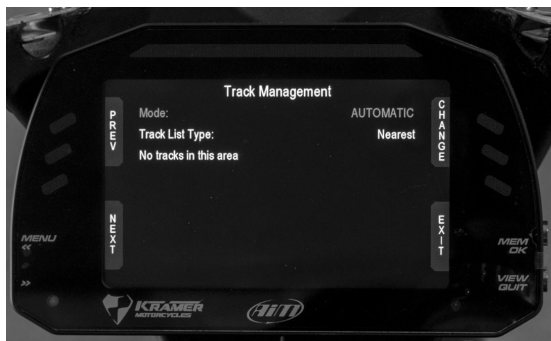 Track Management
PREV
Mode: AUTOMATIC
CHANGE
Track List Type: Nearest
No tracks in this area
NEXT
EXIT
MENU
<<
>>
MEM
OK
VIEW
QUIT
KRAMER
MOTORCYCLES
AiM